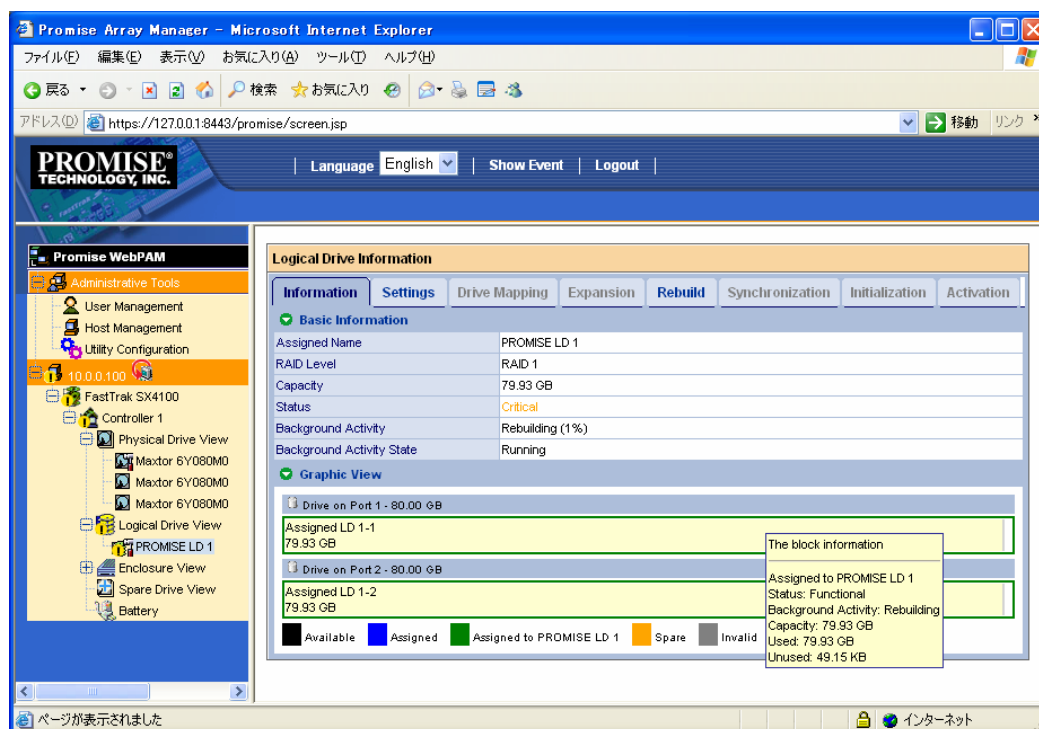 Promise Array Manager - Microsoft Internet Explorer
ファイル(F) 編集(E) 表示(V) お気に入り(A) ツール(T) ヘルプ(H)
戻る 検索 お気に入り
アドレス(D) https://127.0.0.1:8443/promise/screen.jsp 移動 リンク »
PROMISE®
TECHNOLOGY, INC.
| Language English | Show Event | Logout |
Promise WebPAM
Administrative Tools
User Management
Host Management
Utility Configuration
10.0.0.100
FastTrak SX4100
Controller 1
Physical Drive View
Maxtor 6Y080M0
Maxtor 6Y080M0
Maxtor 6Y080M0
Logical Drive View
PROMISE LD 1
Enclosure View
Spare Drive View
Battery
Logical Drive Information
Information Settings Drive Mapping Expansion Rebuild Synchronization Initialization Activation
Basic Information
Assigned Name PROMISE LD 1
RAID Level RAID 1
Capacity 79.93 GB
Status Critical
Background Activity Rebuilding (1%)
Background Activity State Running
Graphic View
Drive on Port 1 - 80.00 GB
Assigned LD 1-1
79.93 GB
Drive on Port 2 - 80.00 GB
Assigned LD 1-2
79.93 GB
Available Assigned Assigned to PROMISE LD 1 Spare Invalid
The block information
Assigned to PROMISE LD 1
Status: Functional
Background Activity: Rebuilding
Capacity: 79.93 GB
Used: 79.93 GB
Unused: 49.15 KB
ページが表示されました インターネット